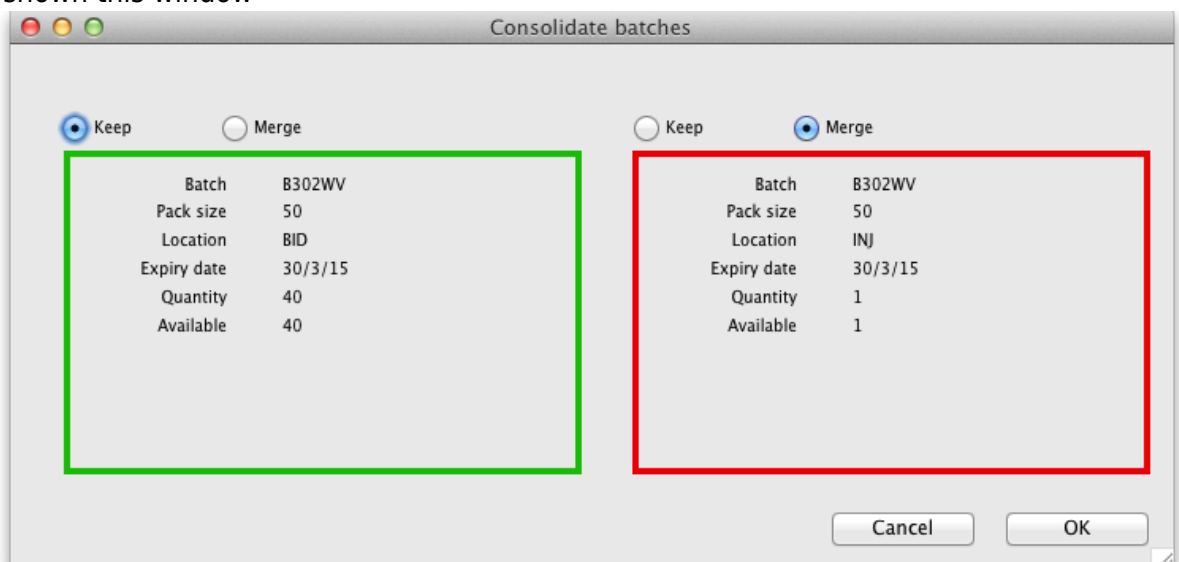 shown this window
Consolidate batches
Keep Merge
Batch B302WV
Pack size 50
Location BID
Expiry date 30/3/15
Quantity 40
Available 40
Keep Merge
Batch B302WV
Pack size 50
Location INJ
Expiry date 30/3/15
Quantity 1
Available 1
Cancel OK